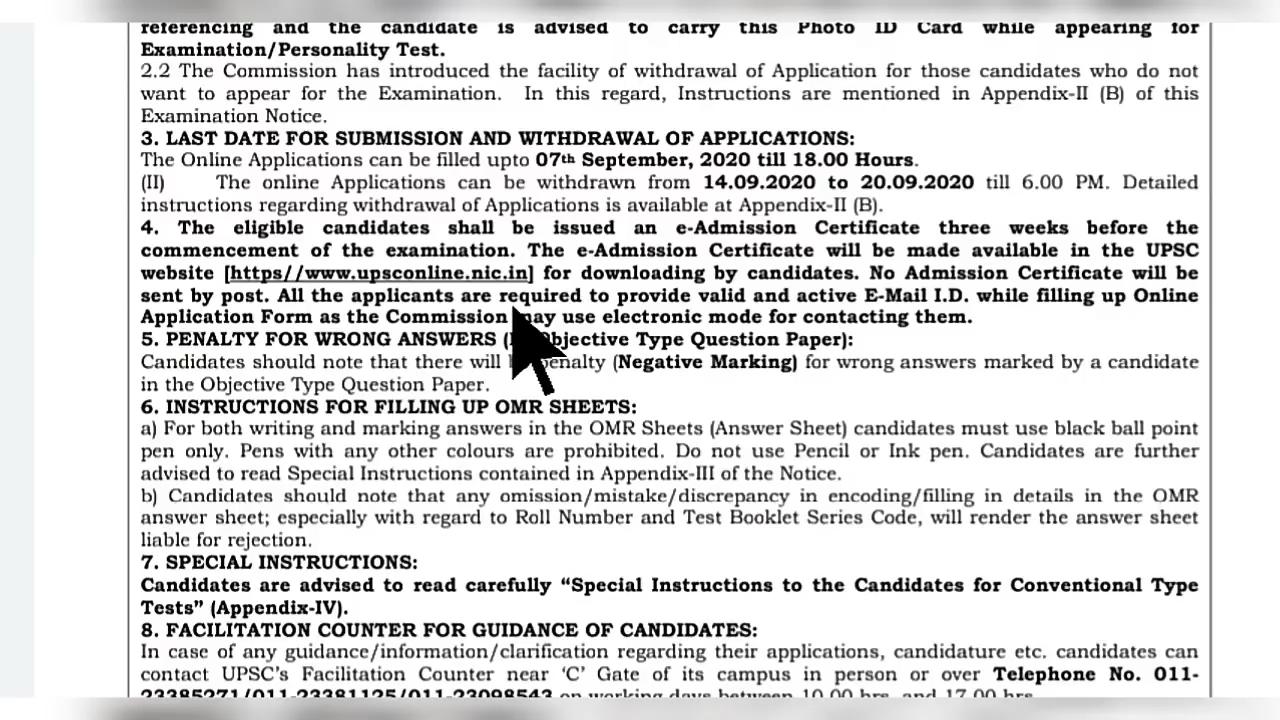 referencing and the candidate is advised to carry this Photo ID Card while appearing for
Examination/Personality Test.
2.2 The Commission has introduced the facility of withdrawal of Application for those candidates who do not
want to appear for the Examination. In this regard, Instructions are mentioned in Appendix-II (B) of this
Examination Notice.
3. LAST DATE FOR SUBMISSION AND WITHDRAWAL OF APPLICATIONS:
The Online Applications can be filled upto 07th September, 2020 till 18.00 Hours.
(II) The online Applications can be withdrawn from 14.09.2020 to 20.09.2020 till 6.00 PM. Detailed
instructions regarding withdrawal of Applications is available at Appendix-II (B).
4. The eligible candidates shall be issued an e-Admission Certificate three weeks before the
commencement of the examination. The e-Admission Certificate will be made available in the UPSC
website [https//www.upsconline.nic.in] for downloading by candidates. No Admission Certificate will be
sent by post. All the applicants are required to provide valid and active E-Mail I.D. while filling up Online
Application Form as the Commission may use electronic mode for contacting them.
5. PENALTY FOR WRONG ANSWERS ( Objective Type Question Paper):
Candidates should note that there will penalty (Negative Marking) for wrong answers marked by a candidate
in the Objective Type Question Paper.
6. INSTRUCTIONS FOR FILLING UP OMR SHEETS:
a) For both writing and marking answers in the OMR Sheets (Answer Sheet) candidates must use black ball point
pen only. Pens with any other colours are prohibited. Do not use Pencil or Ink pen. Candidates are further
advised to read Special Instructions contained in Appendix-III of the Notice.
b) Candidates should note that any omission/mistake/discrepancy in encoding/filling in details in the OMR
answer sheet; especially with regard to Roll Number and Test Booklet Series Code, will render the answer sheet
liable for rejection.
7. SPECIAL INSTRUCTIONS:
Candidates are advised to read carefully “Special Instructions to the Candidates for Conventional Type
Tests” (Appendix-IV).
8. FACILITATION COUNTER FOR GUIDANCE OF CANDIDATES:
In case of any guidance/information/clarification regarding their applications, candidature etc. candidates can
contact UPSC’s Facilitation Counter near ‘C’ Gate of its campus in person or over Telephone No. 011-
23385271/011-23381125/011-23098543 on working days between 10.00 hrs. and 17.00 hrs.